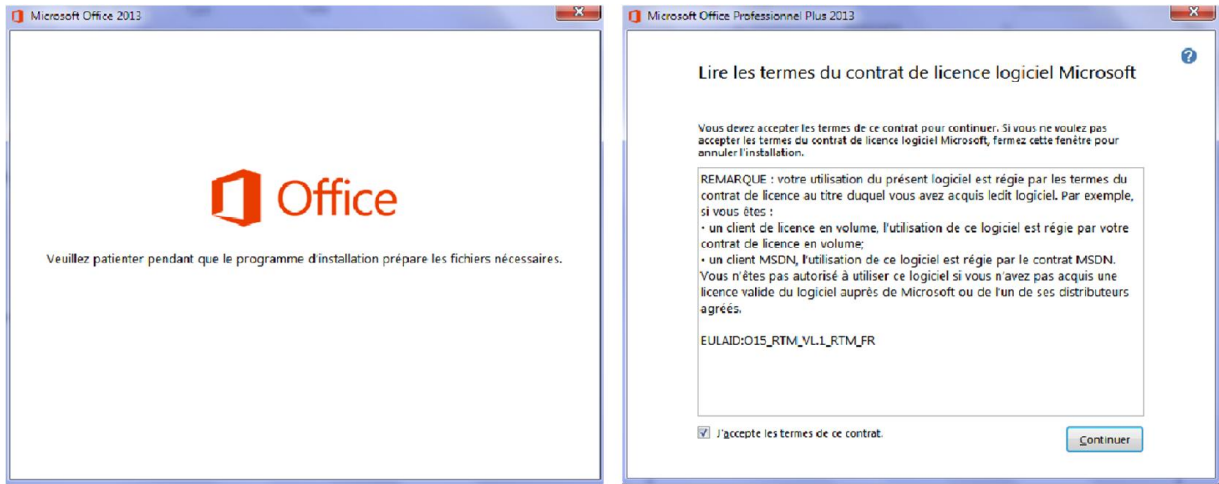 Microsoft Office 2013
Office
Veuillez patienter pendant que le programme d'installation prépare les fichiers nécessaires.
Microsoft Office Professionnel Plus 2013
Lire les termes du contrat de licence logiciel Microsoft
Vous devez accepter les termes de ce contrat pour continuer. Si vous ne voulez pas
accepter les termes du contrat de licence logiciel Microsoft, fermez cette fenêtre pour
annuler l'installation.
REMARQUE : votre utilisation du présent logiciel est régie par les termes du
contrat de licence au titre duquel vous avez acquis ledit logiciel. Par exemple,
si vous êtes :
· un client de licence en volume, l'utilisation de ce logiciel est régie par votre
contrat de licence en volume;
· un client MSDN, l'utilisation de ce logiciel est régie par le contrat MSDN.
Vous n'êtes pas autorisé à utiliser ce logiciel si vous n'avez pas acquis une
licence valide du logiciel auprès de Microsoft ou de l'un de ses distributeurs
agréés.
EULAID:O15_RTM_VL.1_RTM_FR
J'accepte les termes de ce contrat.
Continuer